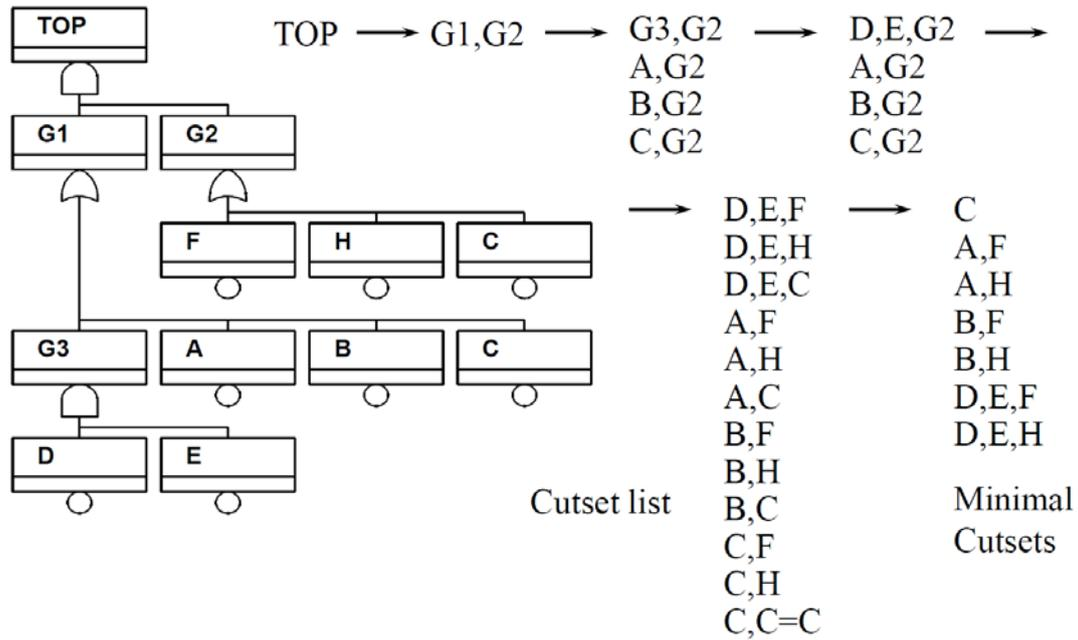 TOP
G1
G2
F
H
C
G3
A
B
C
D
E
TOP → G1,G2 → G3,G2 → D,E,G2 →
A,G2 A,G2
B,G2 B,G2
C,G2 C,G2
→ D,E,F → C
D,E,H A,F
D,E,C A,H
A,F B,F
A,H B,H
A,C D,E,F
B,F D,E,H
B,H
B,C
C,F
C,H
C,C=C
Cutset list
Minimal
Cutsets